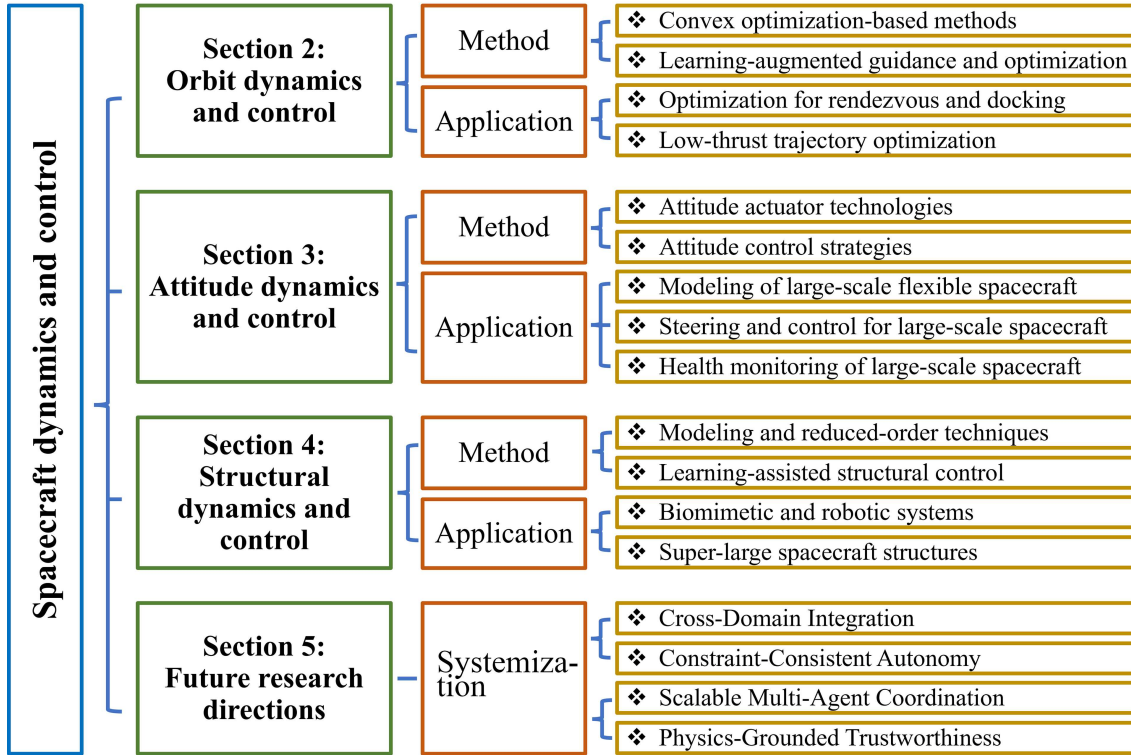 Spacecraft dynamics and control
Section 2:
Orbit dynamics
and control
Method
❖ Convex optimization-based methods
❖ Learning-augmented guidance and optimization
Application
❖ Optimization for rendezvous and docking
❖ Low-thrust trajectory optimization
Section 3:
Attitude dynamics
and control
Method
❖ Attitude actuator technologies
❖ Attitude control strategies
Application
❖ Modeling of large-scale flexible spacecraft
❖ Steering and control for large-scale spacecraft
❖ Health monitoring of large-scale spacecraft
Section 4:
Structural
dynamics and
control
Method
❖ Modeling and reduced-order techniques
❖ Learning-assisted structural control
Application
❖ Biomimetic and robotic systems
❖ Super-large spacecraft structures
Section 5:
Future research
directions
Systemiza-
tion
❖ Cross-Domain Integration
❖ Constraint-Consistent Autonomy
❖ Scalable Multi-Agent Coordination
❖ Physics-Grounded Trustworthiness